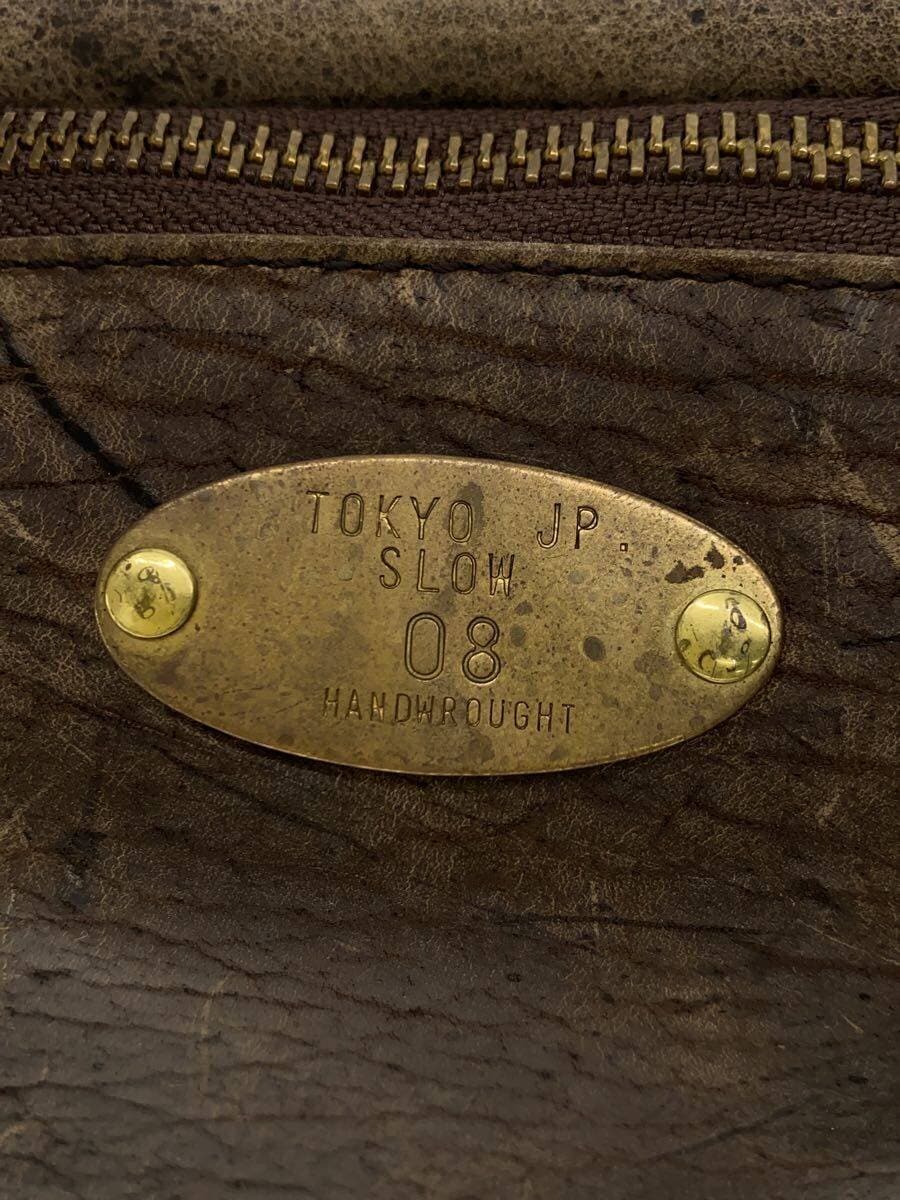 TOKYO JP.
SLOW
08
HANDWROUGHT